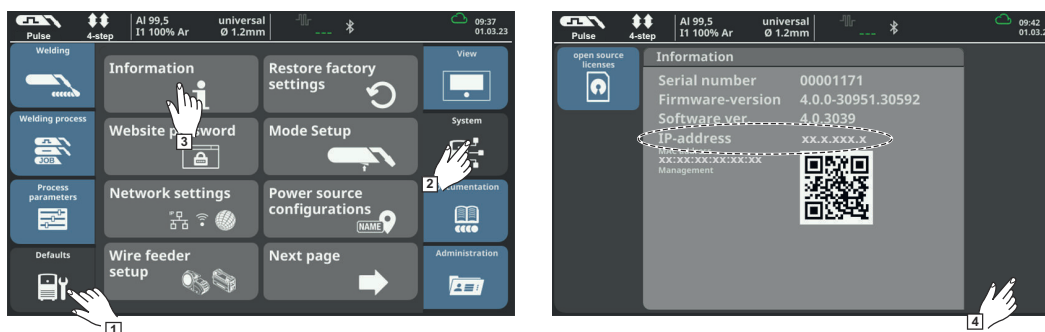 Pulse
4-step
Al 99,5
I1 100% Ar
universal
Ø 1.2mm
---
09:37
01.03.23
Welding
Welding process
JOB
Process
parameters
Defaults
1
Information
3
Restore factory
settings
Website password
Mode Setup
Network settings
Power source
configurations
NAME
Wire feeder
setup
Next page
View
System
2
Documentation
Administration
Pulse
4-step
Al 99,5
I1 100% Ar
universal
Ø 1.2mm
---
09:42
01.03.2
open source
licenses
Information
Serial number 00001171
Firmware-version 4.0.0-30951.30592
Software ver. 4.0.3039
IP-address xx.x.xxx.x
xx:xx:xx:xx:xx:xx
Management
4